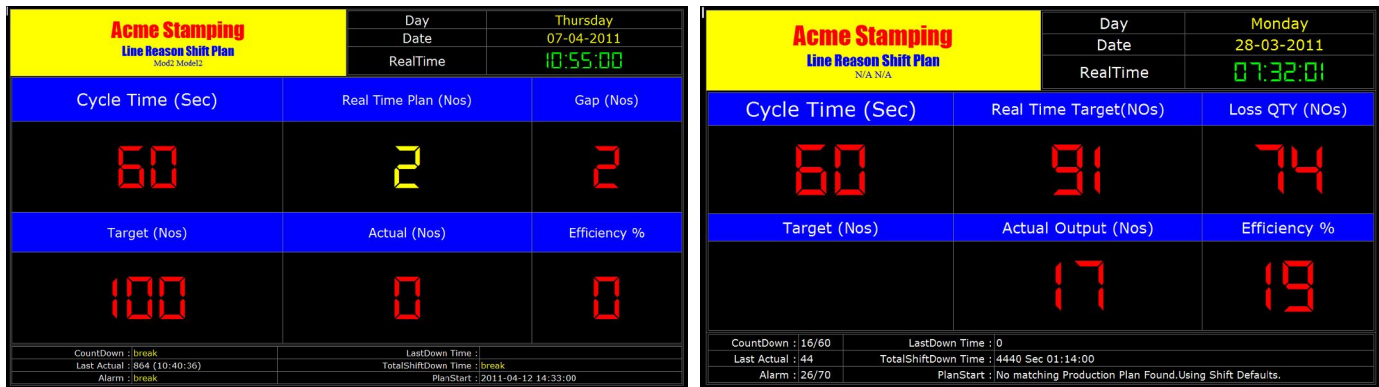 Acme Stamping
Line Reason Shift Plan
Mod2 Model2
Day Thursday
Date 07-04-2011
RealTime 10:55:00
Cycle Time (Sec) Real Time Plan (Nos) Gap (Nos)
60 2 2
Target (Nos) Actual (Nos) Efficiency %
100 0 0
CountDown : break LastDown Time :
Last Actual : 864 (10:40:36) TotalShiftDown Time : break
Alarm : break PlanStart : 2011-04-12 14:33:00
Acme Stamping
Line Reason Shift Plan
N/A N/A
Day Monday
Date 28-03-2011
RealTime 07:32:01
Cycle Time (Sec) Real Time Target(NOs) Loss QTY (NOs)
60 91 74
Target (Nos) Actual Output (Nos) Efficiency %
17 19
CountDown : 16/60 LastDown Time : 0
Last Actual : 44 TotalShiftDown Time : 4440 Sec 01:14:00
Alarm : 26/70 PlanStart : No matching Production Plan Found.Using Shift Defaults.